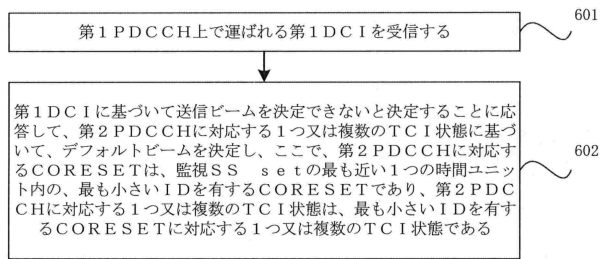 第1PDCCH上で運ばれる第1DCIを受信する
601
第1DCIに基づいて送信ビームを決定できないと決定することに応
答して、第2PDCCHに対応する1つ又は複数のTCI状態に基づ
いて、デフォルトビームを決定し、ここで、第2PDCCHに対応す
るCORESETは、監視SS setの最も近い1つの時間ユニッ
ト内の、最も小さいIDを有するCORESETであり、第2PDC
CHに対応する1つ又は複数のTCI状態は、最も小さいIDを有す
るCORESETに対応する1つ又は複数のTCI状態である
602